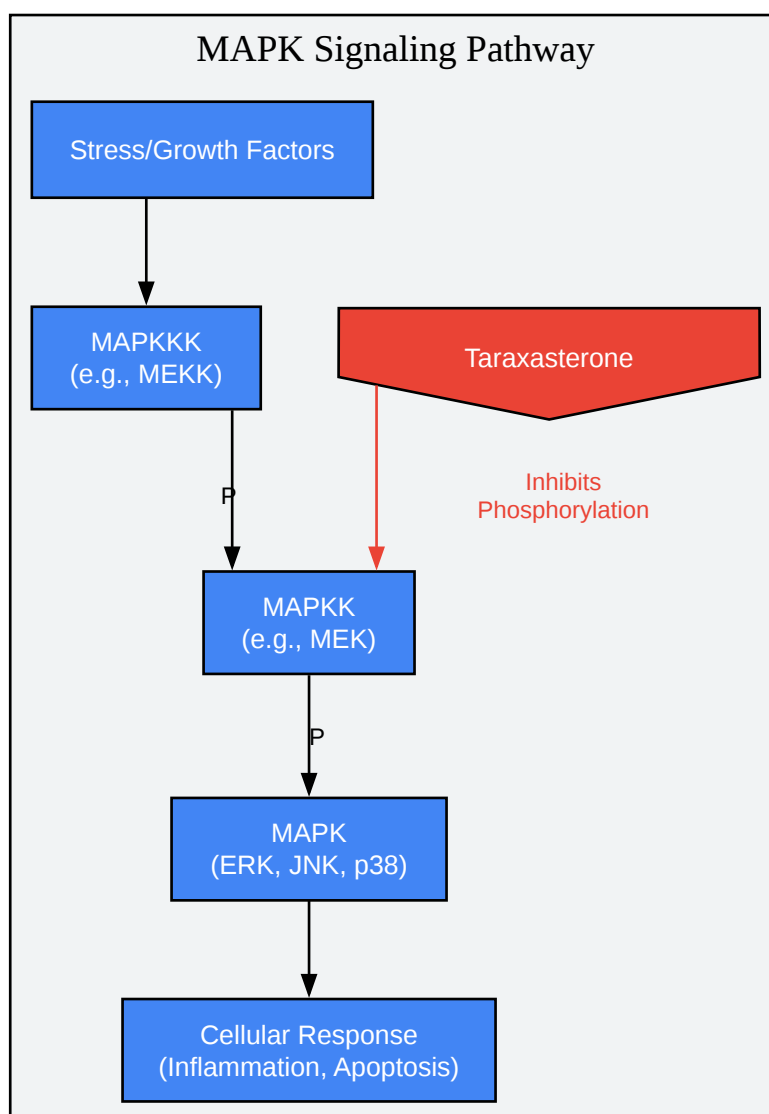 MAPK Signaling Pathway
Stress/Growth Factors
MAPKKK
(e.g., MEKK)
Taraxasterone
P
Inhibits
Phosphorylation
MAPKK
(e.g., MEK)
P
MAPK
(ERK, JNK, p38)
Cellular Response
(Inflammation, Apoptosis)